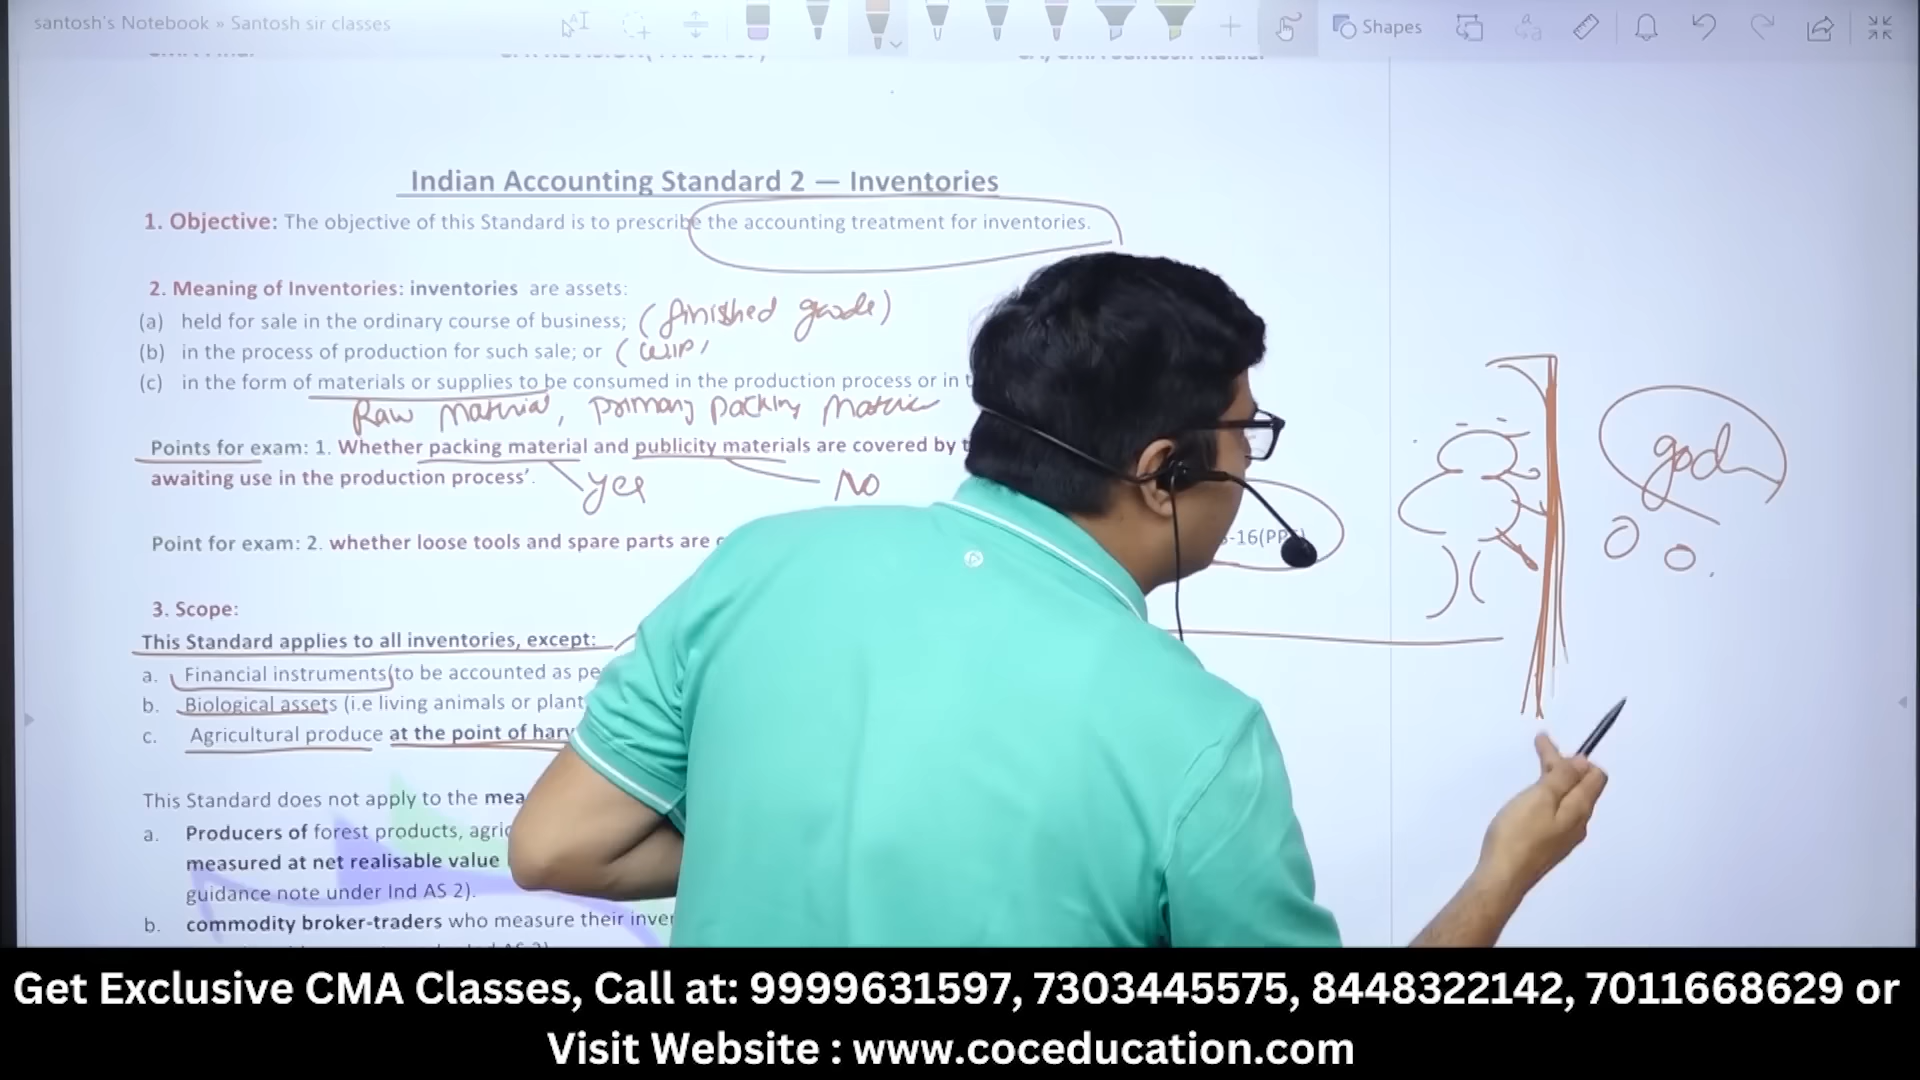 santosh's Notebook » Santosh sir classes
Shapes
Indian Accounting Standard 2 — Inventories
1. Objective: The objective of this Standard is to prescribe the accounting treatment for inventories.
2. Meaning of Inventories: inventories are assets:
(a) held for sale in the ordinary course of business; (finished goods)
(b) in the process of production for such sale; or (WIP)
(c) in the form of materials or supplies to be consumed in the production process or in
Raw material, primary packing
Points for exam: 1. Whether packing material and publicity materials are covered by
awaiting use in the production process'. yes No
god
Point for exam: 2. whether loose tools and spare parts are
-16(PP
3. Scope:
This Standard applies to all inventories, except:
a. Financial instruments(to be accounted as
b. Biological assets (i.e living animals or
c. Agricultural produce at the point of
This Standard does not apply to the
a. Producers of forest products,
measured at net realisable value
guidance note under Ind AS 2).
b. commodity broker-traders who measure their
Get Exclusive CMA Classes, Call at: 9999631597, 7303445575, 8448322142, 7011668629 or
Visit Website : www.coceducation.com